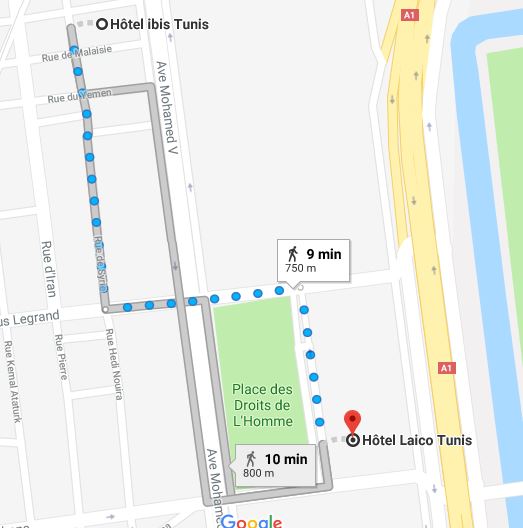 A1
Hôtel ibis Tunis
Rue de Malaisie
Rue du Yemen
Ave Mohamed V
Rue de Syrie
Rue d'Iran
9 min
750 m
us Legrand
Rue Kemal Ataturk
Rue Pierre
Rue Hedi Nouira
A1
Place des
Droits de
L'Homme
Hôtel Laico Tunis
10 min
800 m
Ave Mohame
Google